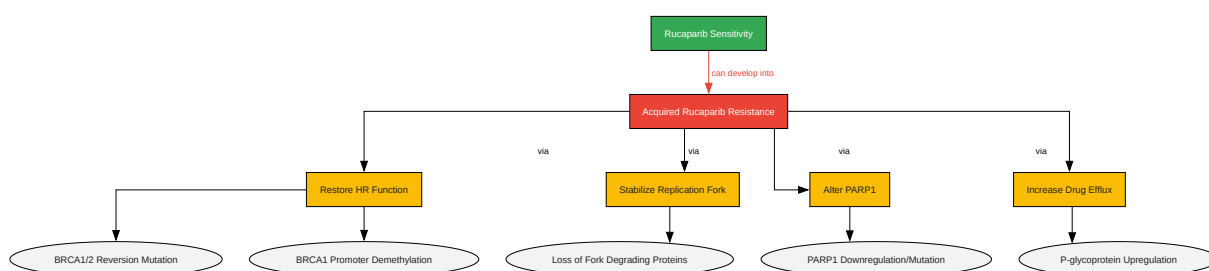 Rucaparib Sensitivity
can develop into
Acquired Rucaparib Resistance
via
via
via
via
Restore HR Function
Stabilize Replication Fork
Alter PARP1
Increase Drug Efflux
BRCA1/2 Reversion Mutation
BRCA1 Promoter Demethylation
Loss of Fork Degrading Proteins
PARP1 Downregulation/Mutation
P-glycoprotein Upregulation